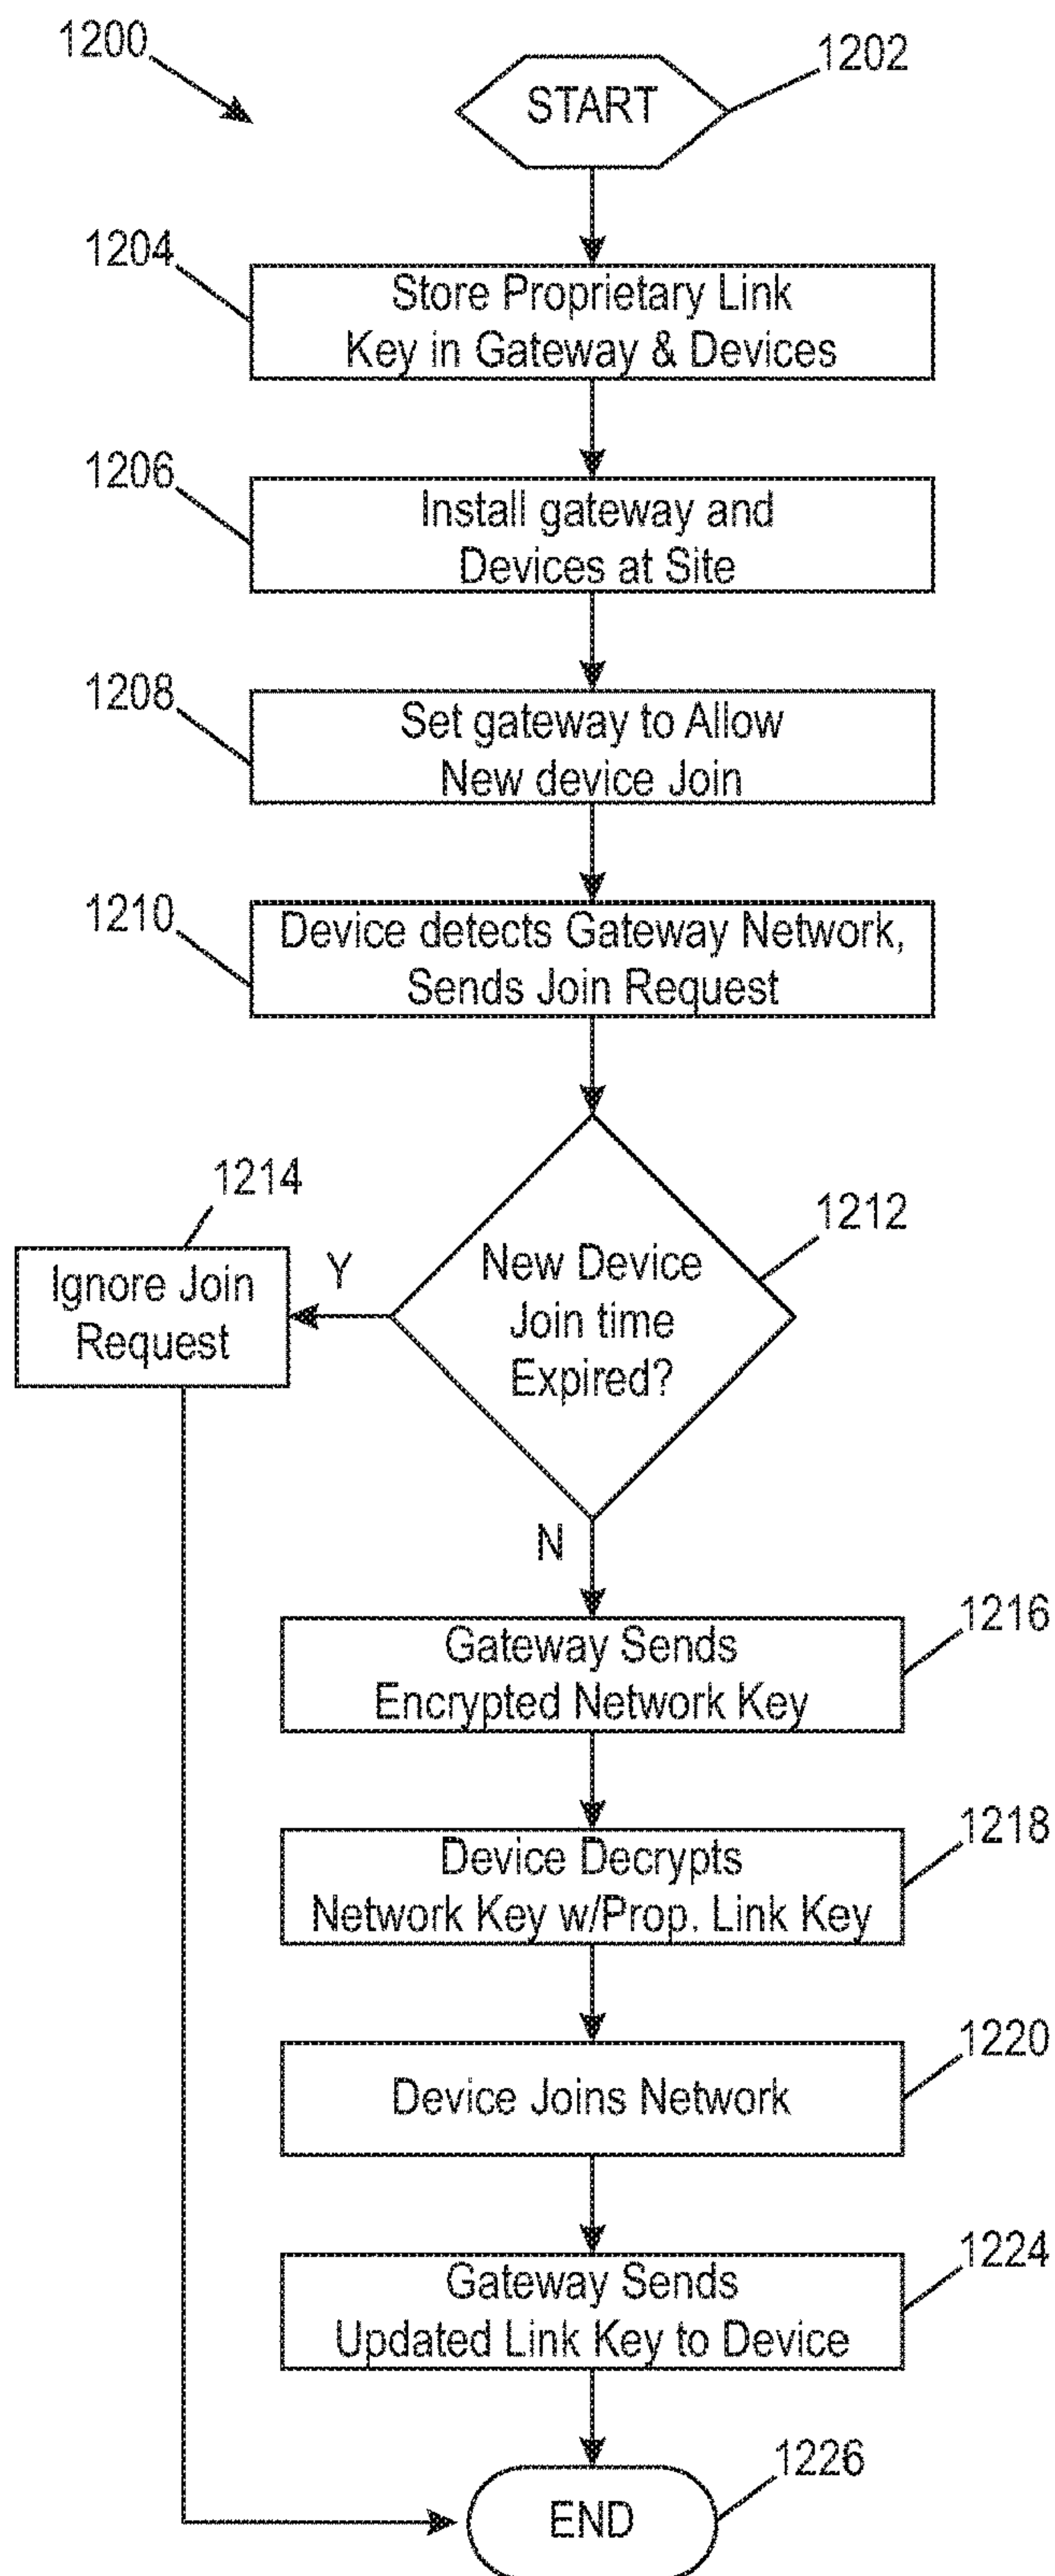 1200
1202
START
1204
Store Proprietary Link
Key in Gateway & Devices
1206
Install gateway and
Devices at Site
1208
Set gateway to Allow
New device Join
1210
Device detects Gateway Network,
Sends Join Request
1214
Ignore Join
Request
Y
1212
New Device
Join time
Expired?
N
1216
Gateway Sends
Encrypted Network Key
1218
Device Decrypts
Network Key w/Prop. Link Key
1220
Device Joins Network
1224
Gateway Sends
Updated Link Key to Device
1226
END